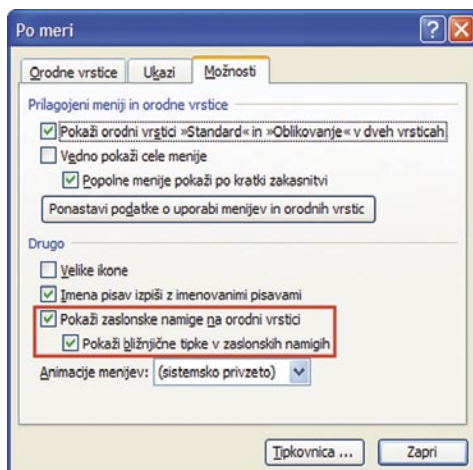 Po meri
Orodne vrstice Ukazi Možnosti
Prilagojeni meniji in orodne vrstice
Pokaži orodni vrstici »Standard« in »Oblikovanje« v dveh vrsticah
Vedno pokaži cele menije
Popolne menije pokaži po kratki zakasnitvi
Ponastavi podatke o uporabi menijev in orodnih vrstic
Drugo
Velike ikone
Imena pisav izpiši z imenovanimi pisavami
Pokaži zaslonske namige na orodni vrstici
Pokaži bližnjične tipke v zaslonskih namigih
Animacije menijev: (sistemsko privzeto)
Tipkovnica ... Zapri